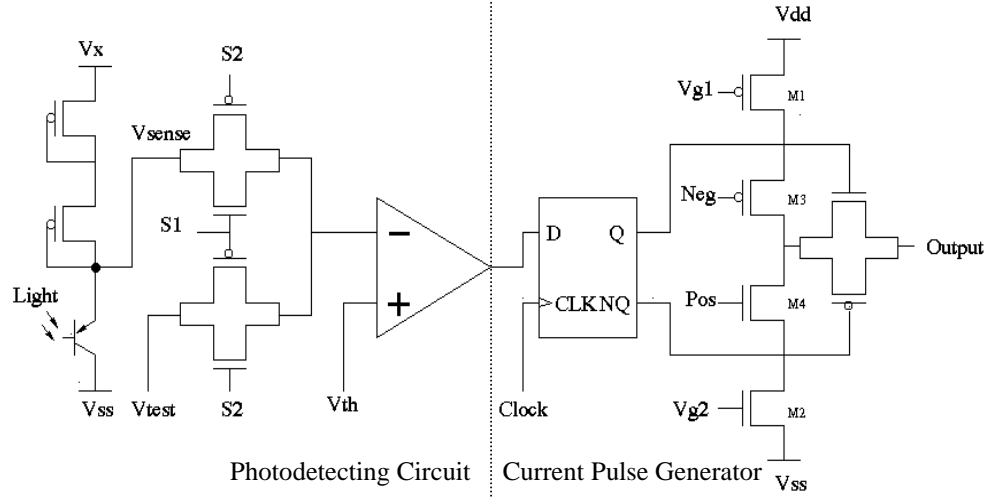 Vx
S2
Vsense
S1
Light
Vss
Vtest
S2
Vth
Photodetecting Circuit
Vdd
Vg1
M1
Neg
M3
D
Q
Output
CLK
NQ
Pos
M4
Clock
Vg2
M2
Vss
Current Pulse Generator